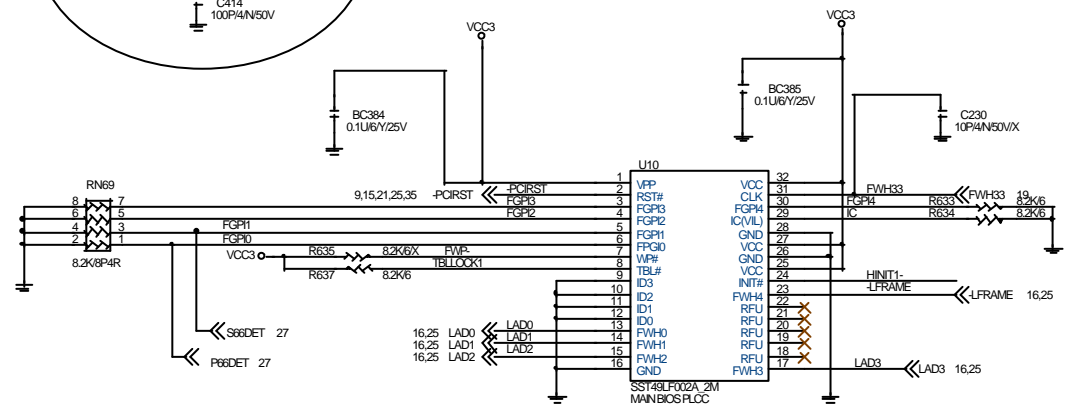 C414
100P/4/N/50V
VCC3
VCC3
BC384
0.1U/6/Y/25V
BC385
0.1U/6/Y/25V
C230
10P/4/N/50V/X
U10
RN69
8 7
6 5
4 3
2 1
8.2K/8P4R
9,15,21,25,35 -PCIRST
-PCIRST
FGPI3
FGPI2
FGPI1
FGPI0
VCC3
R635 8.2K/6/X FWP-
R637 8.2K/6 TBLLOCK1
S66DET 27
P66DET 27
16,25 LAD0 LAD0
16,25 LAD1 LAD1
16,25 LAD2 LAD2
1 VPP VCC 32
2 RST# CLK 31
3 FGPI3 FGPI4 30
4 FGPI2 IC(VIL) 29
5 FGPI1 GND 28
6 FPGI0 VCC 27
7 WP# GND 26
8 TBL# VCC 25
9 ID3 INIT# 24
10 ID2 FWH4 23
11 ID1 RFU 22
12 ID0 RFU 21
13 FWH0 RFU 20
14 FWH1 RFU 19
15 FWH2 RFU 18
16 GND FWH3 17
SST49LF002A_2M
MAIN BIOS PLCC
FWH33 FWH33 19
FGPI4 R633 8.2K/6
IC R634 8.2K/6
HINIT1-
-LFRAME -LFRAME 16,25
LAD3 LAD3 16,25